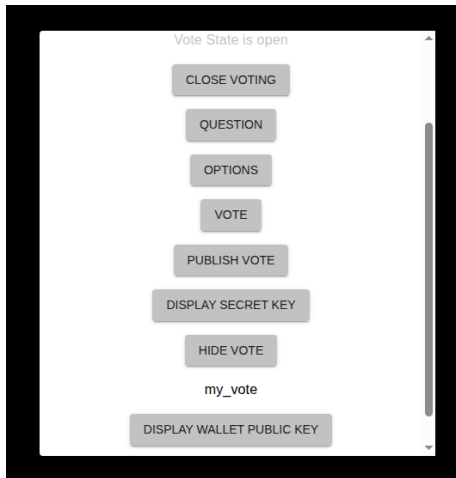 Vote State is open
CLOSE VOTING
QUESTION
OPTIONS
VOTE
PUBLISH VOTE
DISPLAY SECRET KEY
HIDE VOTE
my_vote
DISPLAY WALLET PUBLIC KEY